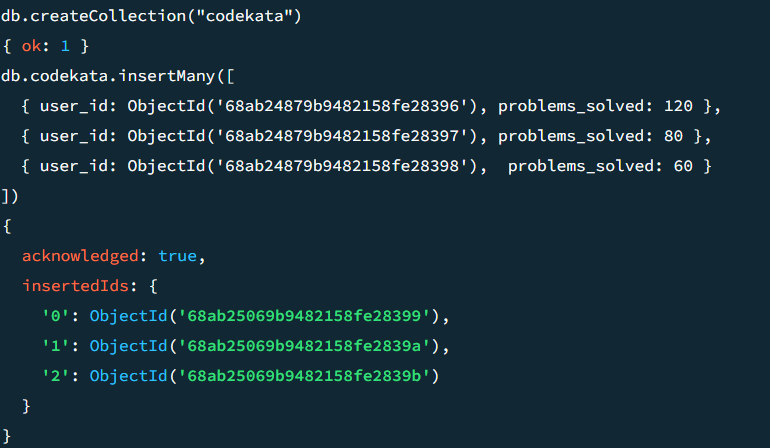 db.createCollection("codekata")
{ ok: 1 }
db.codekata.insertMany([
  { user_id: ObjectId('68ab24879b9482158fe28396'), problems_solved: 120 },
  { user_id: ObjectId('68ab24879b9482158fe28397'), problems_solved: 80 },
  { user_id: ObjectId('68ab24879b9482158fe28398'),  problems_solved: 60 }
])
{
  acknowledged: true,
  insertedIds: {
    '0': ObjectId('68ab25069b9482158fe28399'),
    '1': ObjectId('68ab25069b9482158fe2839a'),
    '2': ObjectId('68ab25069b9482158fe2839b')
  }
}